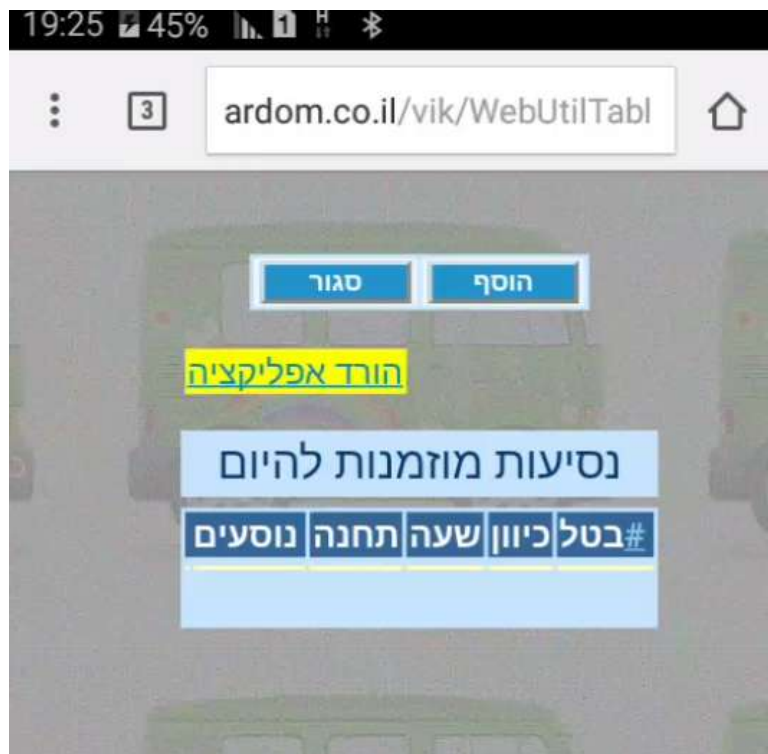 19:25 45% 1 H
3 ardom.co.il/vik/WebUtilTabl
הוסף סגור
הורד אפליקציה
נסיעות מוזמנות להיום
#בטל כיוון שעה תחנה נוסעים